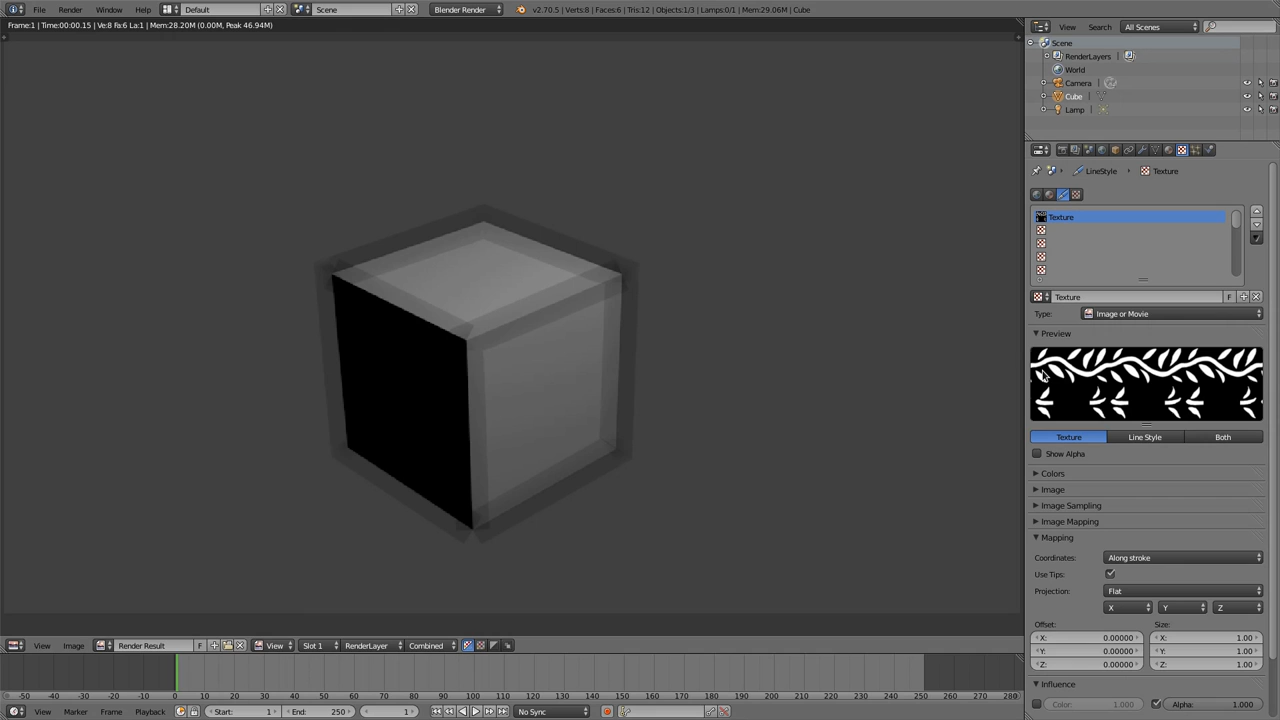 File Render Window Help Default Scene Blender Render v2.70.5 | Verts:8 | Faces:6 | Tris:12 | Objects:1/3 | Lamps:0/1 | Mem:29.06M | Cube
Frame:1 | Time:00:00.15 | Ve:8 Fa:6 La:1 | Mem:28.20M (0.00M, Peak 46.94M)
View Search All Scenes
Scene
RenderLayers
World
Camera
Cube
Lamp
LineStyle Texture
Texture
Texture F
Type: Image or Movie
Preview
Texture Line Style Both
Show Alpha
Colors
Image
Image Sampling
Image Mapping
Mapping
Coordinates: Along stroke
Use Tips:
Projection: Flat
X Y Z
Offset: Size:
X: 0.00000 X: 1.00
Y: 0.00000 Y: 1.00
Z: 0.00000 Z: 1.00
Influence
Color: 1.000 Alpha: 1.000
View Image Render Result F View Slot 1 RenderLayer Combined
-50 -40 -30 -20 -10 0 10 20 30 40 50 60 70 80 90 100 110 120 130 140 150 160 170 180 190 200 210 220 230 240 250 260 270 280
View Marker Frame Playback Start: 1 End: 250 1 No Sync